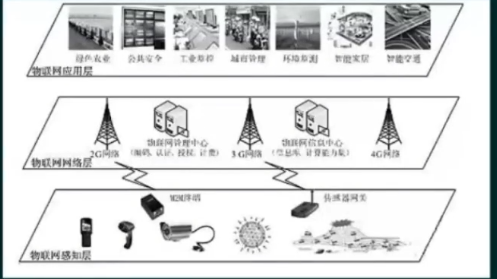 绿色农业 公共安全 工业监控 城市管理 环境监测 智能家居 智能交通
物联网应用层
物联网管理中心
(编码、认证、授权、计费)
物联网信息中心
(信息库、计算能力集)
2G网络 3G网络 4G网络
物联网网络层
M2M终端 传感器网关
物联网感知层